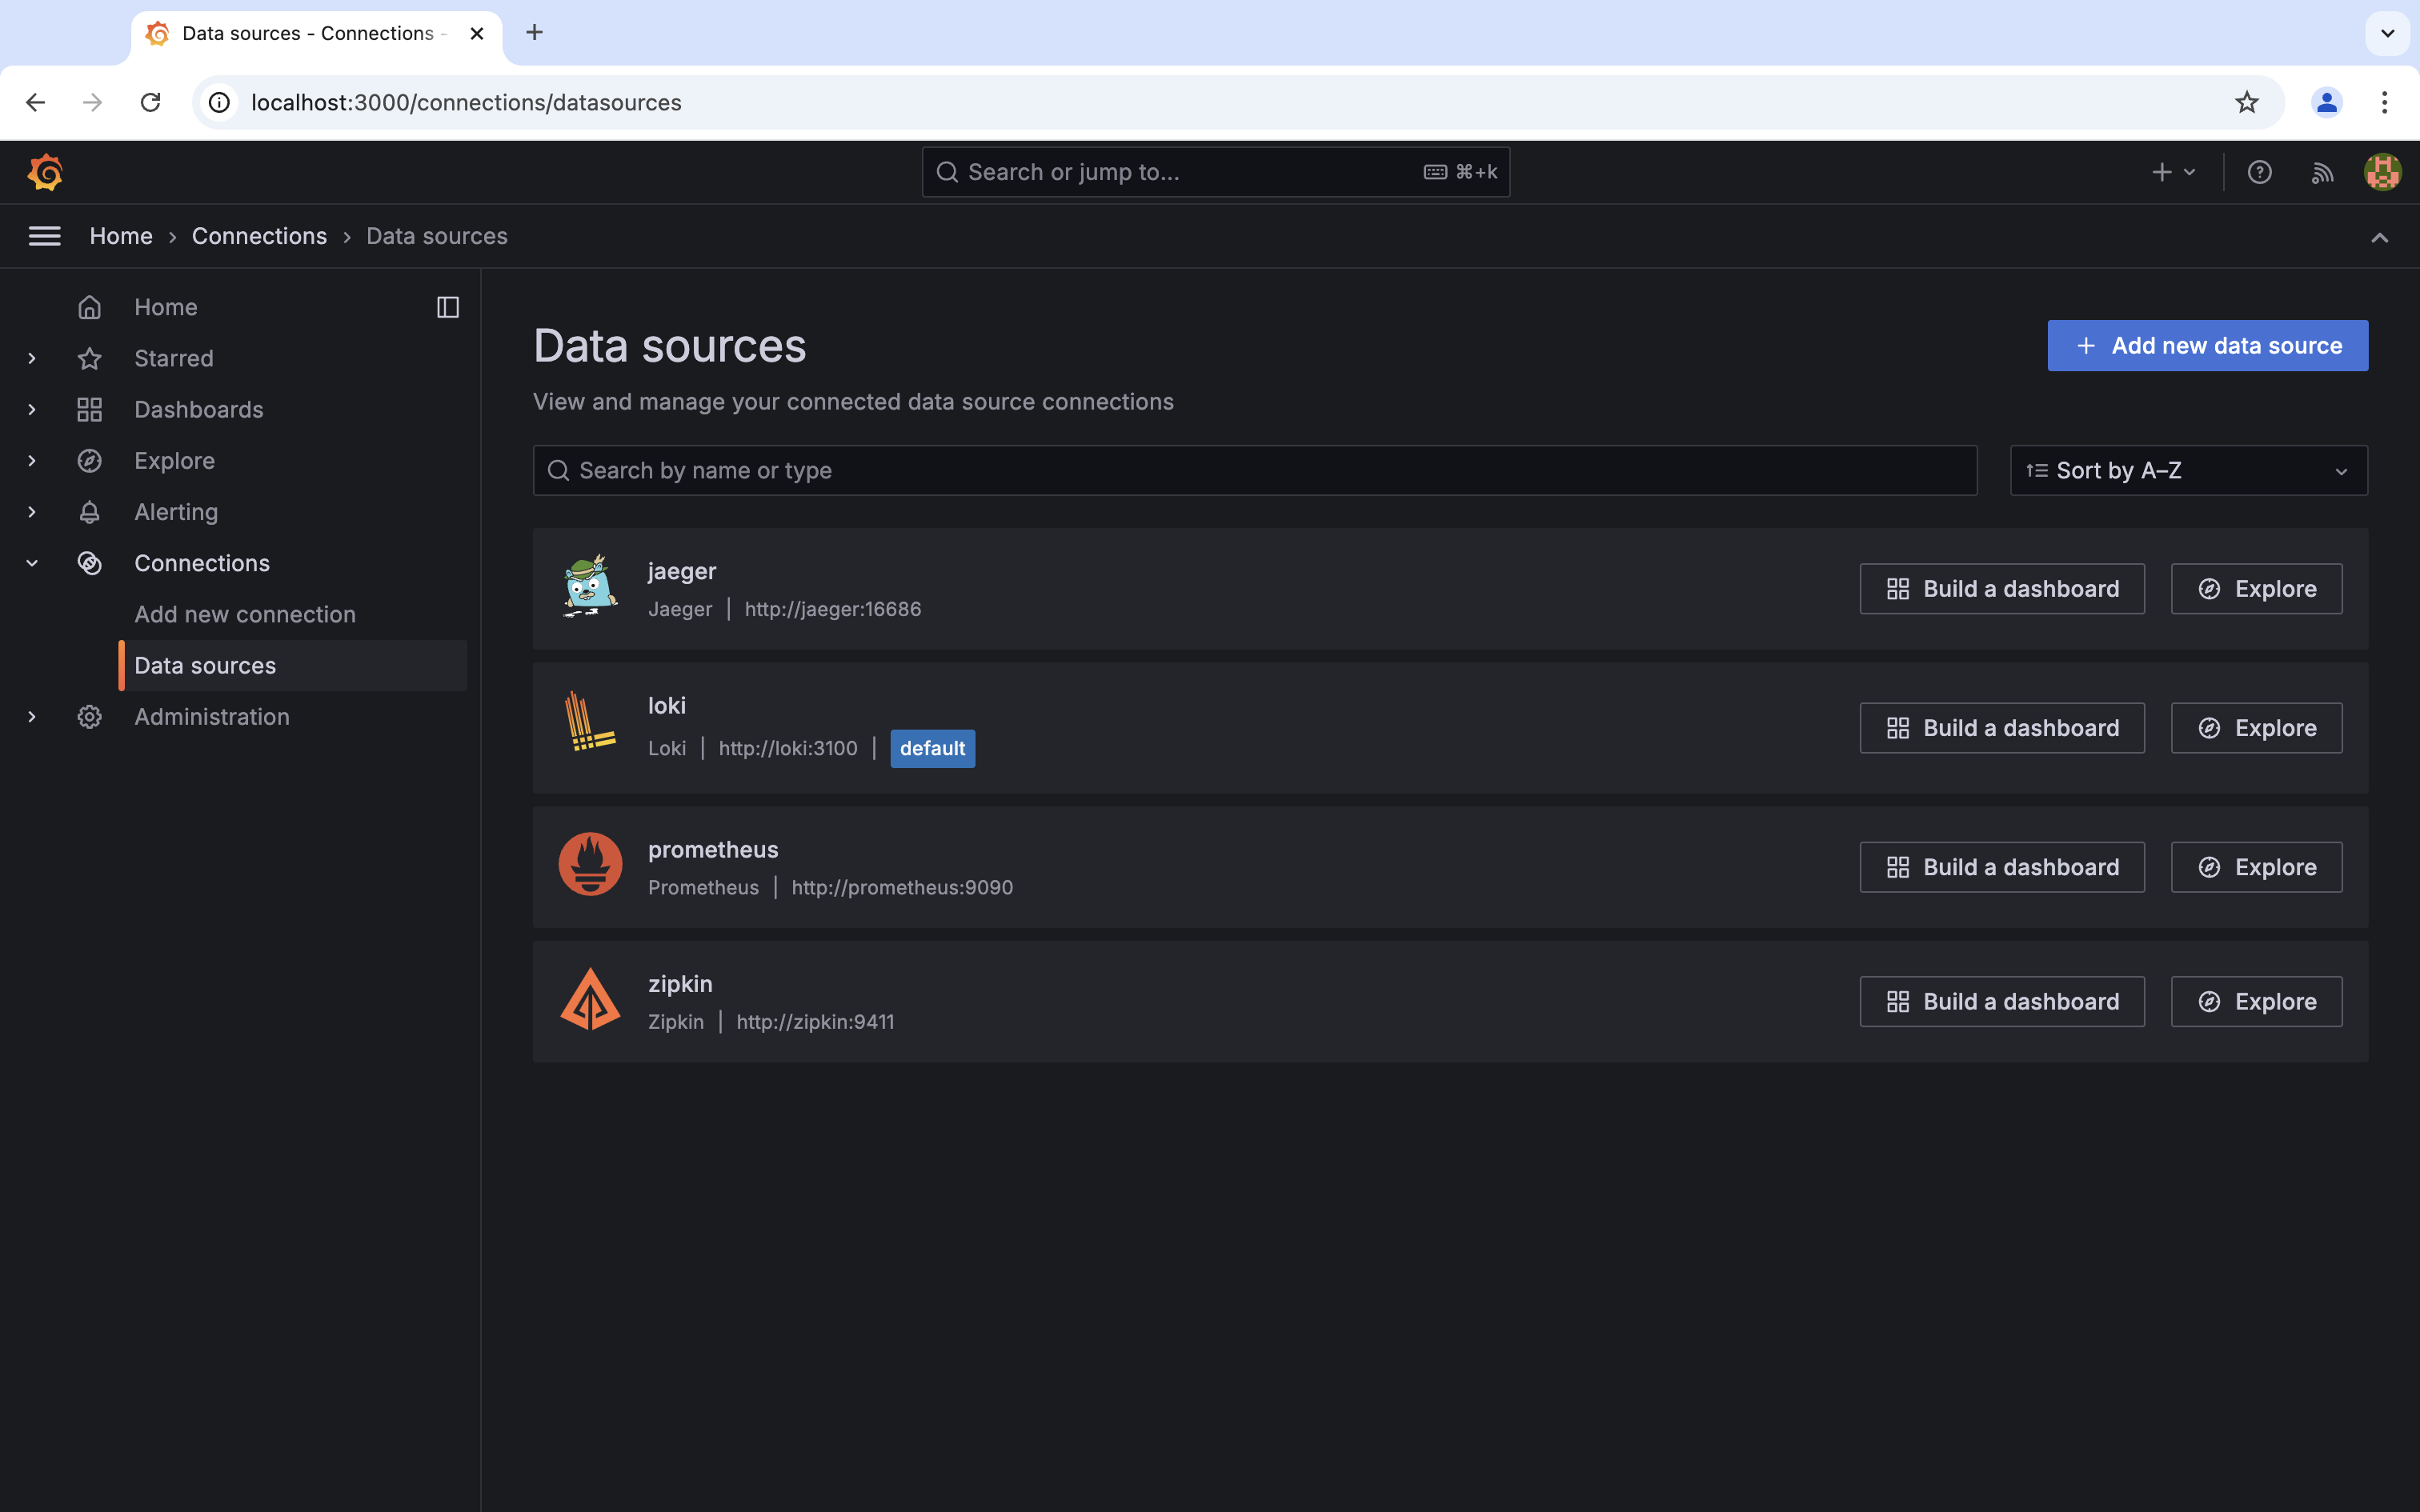 Data sources - Connections -
localhost:3000/connections/datasources
Search or jump to...
⌘+k
Home › Connections › Data sources
Home
Starred
Dashboards
Explore
Alerting
Connections
Add new connection
Data sources
Administration
Data sources
Add new data source
View and manage your connected data source connections
Search by name or type
Sort by A–Z
jaeger
Jaeger | http://jaeger:16686
Build a dashboard
Explore
loki
Loki | http://loki:3100 | default
Build a dashboard
Explore
prometheus
Prometheus | http://prometheus:9090
Build a dashboard
Explore
zipkin
Zipkin | http://zipkin:9411
Build a dashboard
Explore